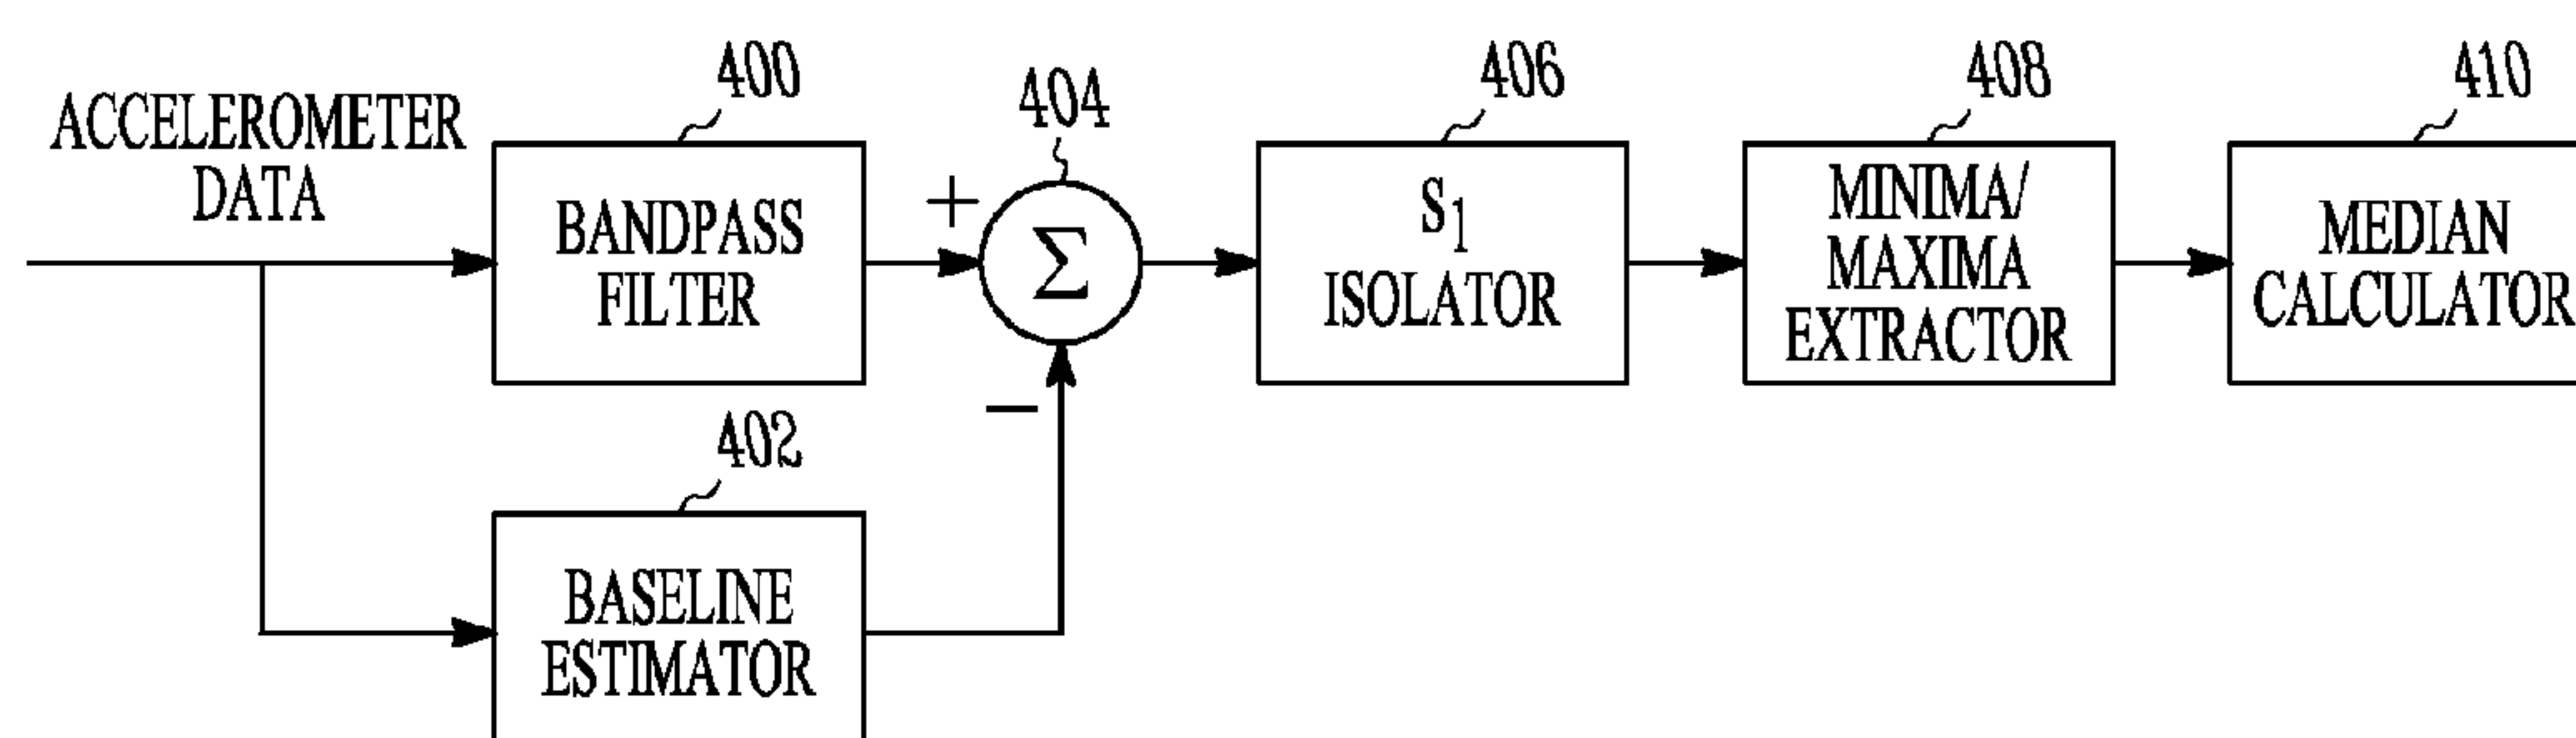 ACCELEROMETER
DATA
400
BANDPASS
FILTER
402
BASELINE
ESTIMATOR
404
+
Σ
−
406
S1
ISOLATOR
408
MINIMA/
MAXIMA
EXTRACTOR
410
MEDIAN
CALCULATOR